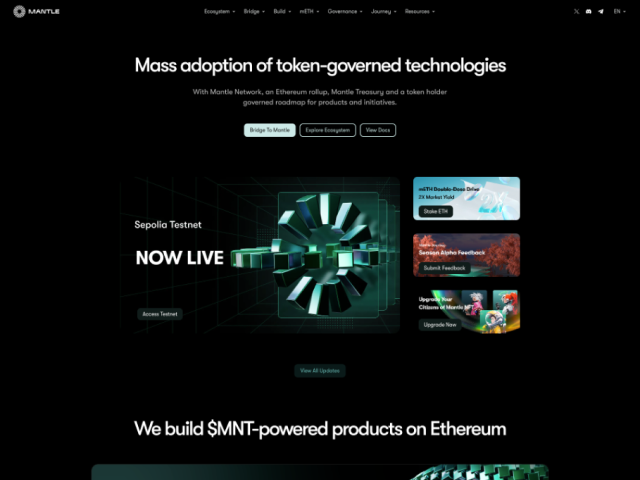 MANTLE
Ecosystem
Bridge
Build
mETH
Governance
Journey
Resources
EN
Mass adoption of token-governed technologies
With Mantle Network, an Ethereum rollup, Mantle Treasury and a token holder
governed roadmap for products and initiatives.
Bridge To Mantle
Explore Ecosystem
View Docs
Sepolia Testnet
NOW LIVE
Access Testnet
mETH Double-Dose Drive
2X Market Fluid
Stake ETH
Season Alpha Feedback
Submit Feedback
Upgrade Your
Citizens of Mantle NFT
Upgrade Now
View All Updates
We build $MNT-powered products on Ethereum